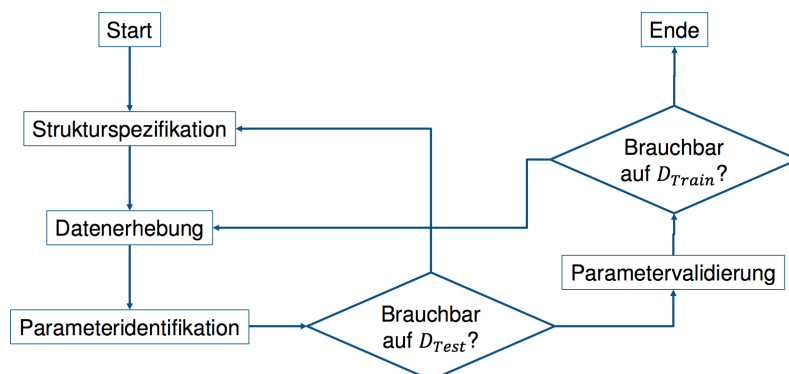 Start
Ende
Strukturspezifikation
Brauchbar
auf D_Train?
Datenerhebung
Parametervalidierung
Parameteridentifikation
Brauchbar
auf D_Test?